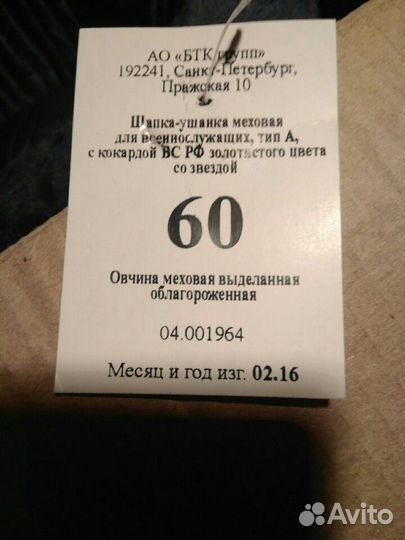 АО «БТК групп»
192241, Санкт-Петербург,
Пражская 10
Шапка-ушанка меховая
для военнослужащих, тип А,
с кокардой ВС РФ золотистого цвета
со звездой
60
Овчина меховая выделанная
облагороженная
04.001964
Месяц и год изг. 02.16
Avito